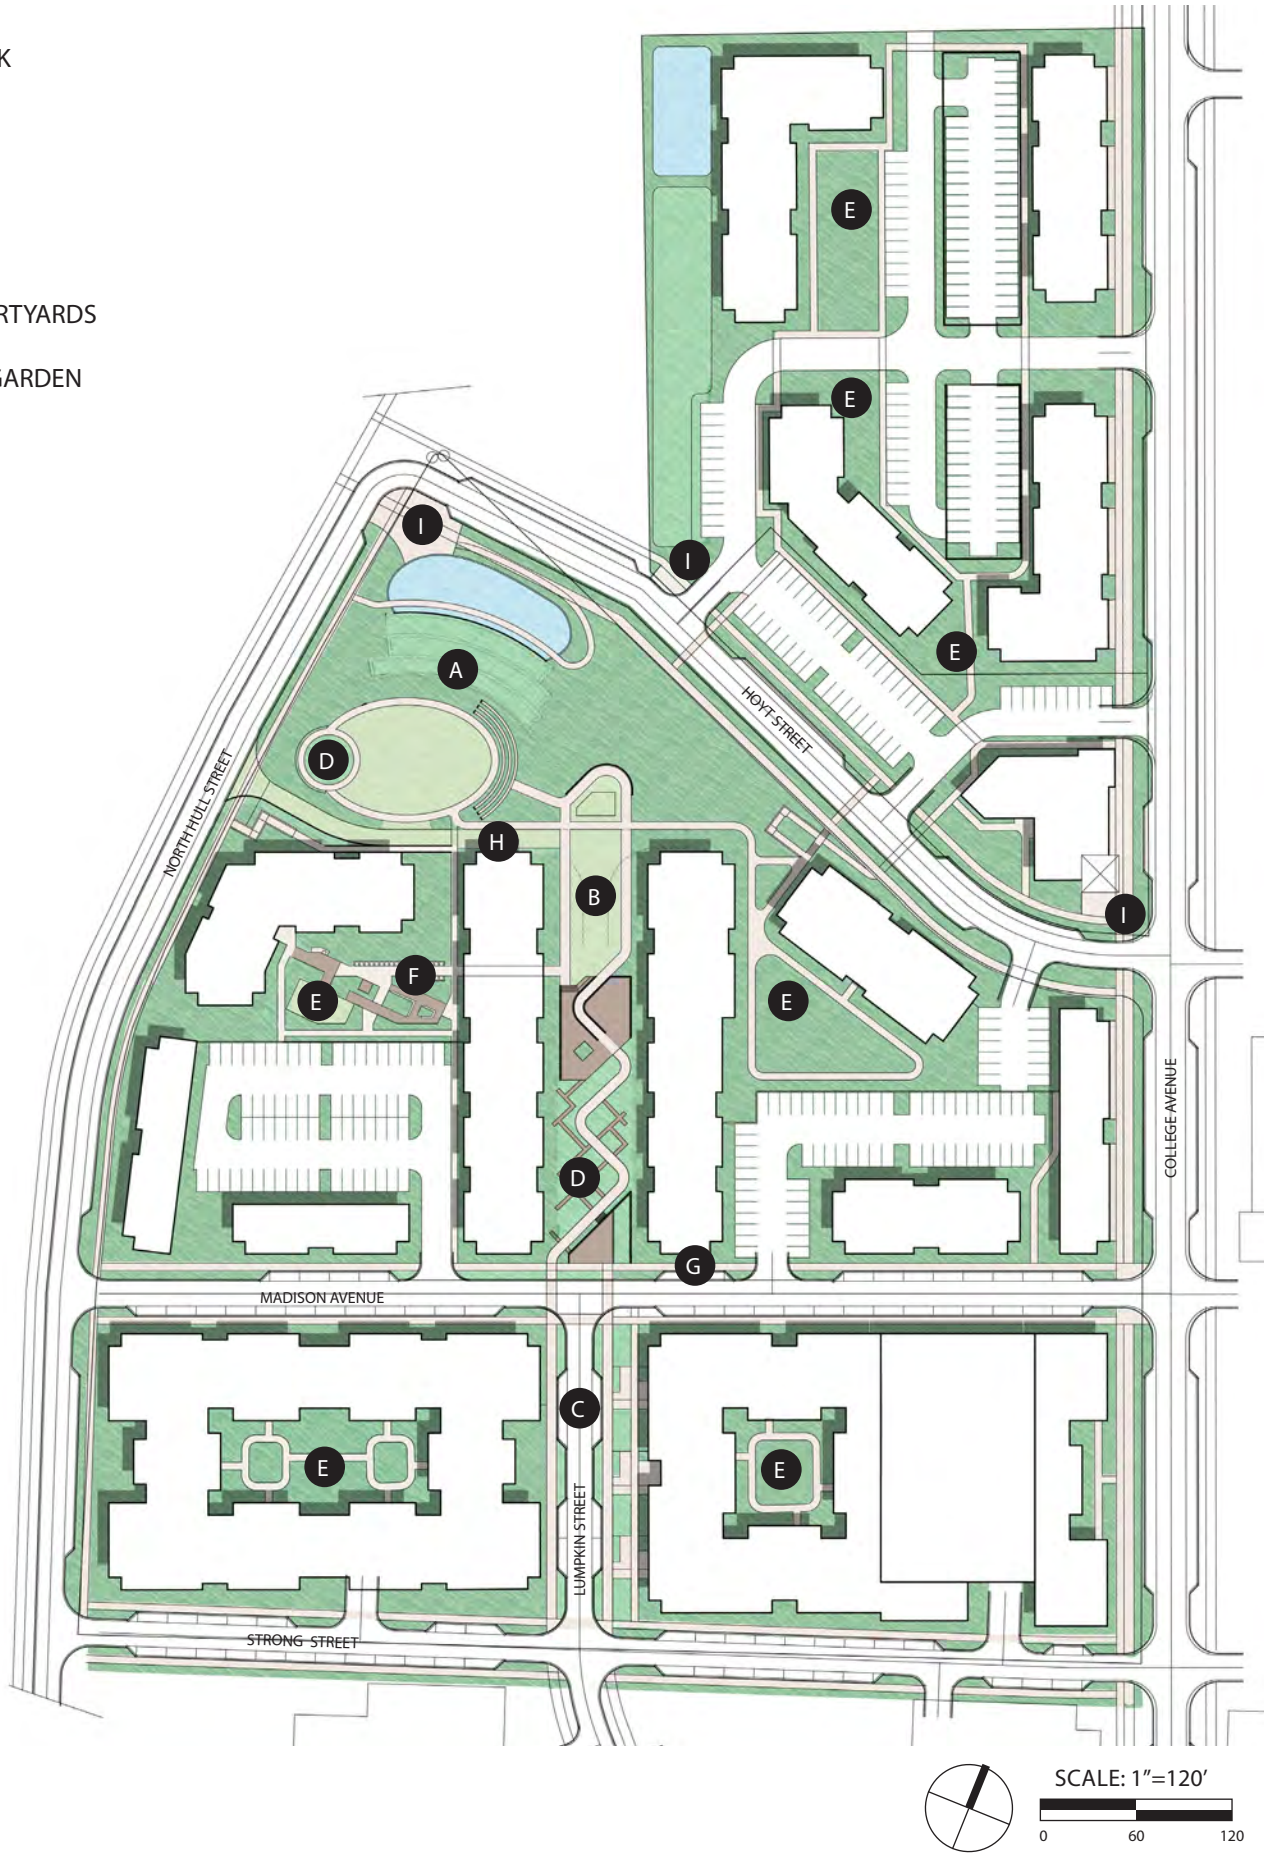 K
RTYARDS
GARDEN
E
E
I
I
A
E
HOYT STREET
D
NORTH HULL STREET
H
B
I
F
E
E
COLLEGE AVENUE
D
G
MADISON AVENUE
C
E
E
LUMPKIN STREET
STRONG STREET
SCALE: 1"=120'
0 60 120